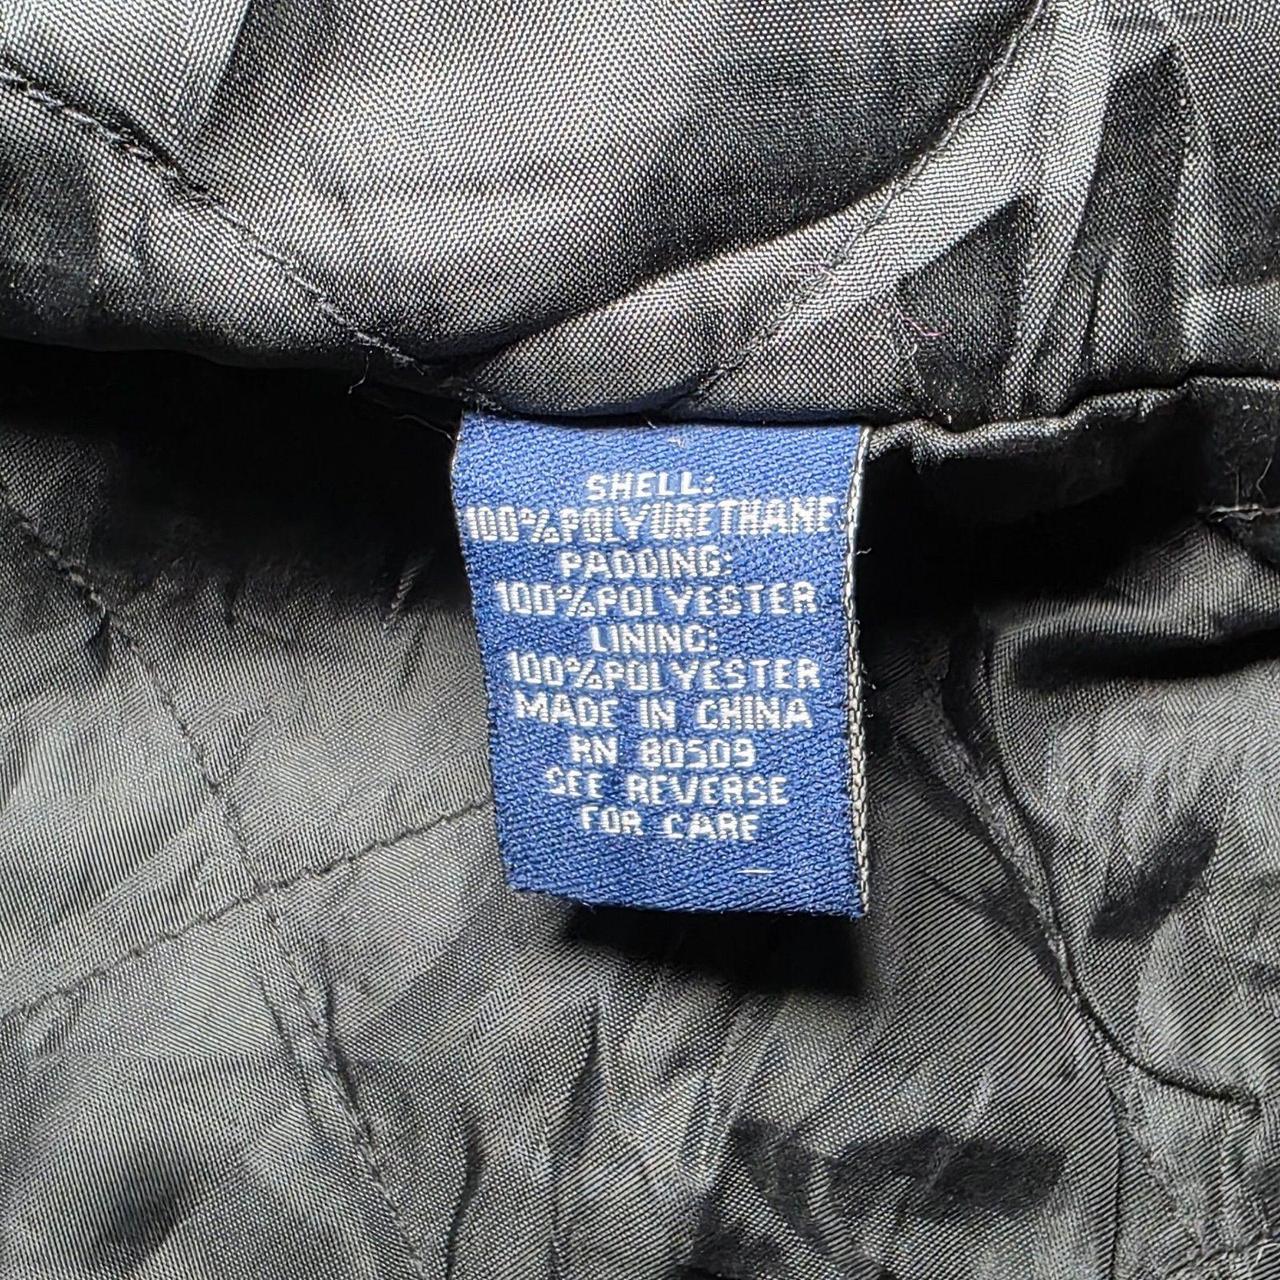 SHELL:
100%POLYURETHANE
PADDING:
100%POLYESTER
LINING:
100%POLYESTER
MADE IN CHINA
RN 80509
SEE REVERSE
FOR CARE